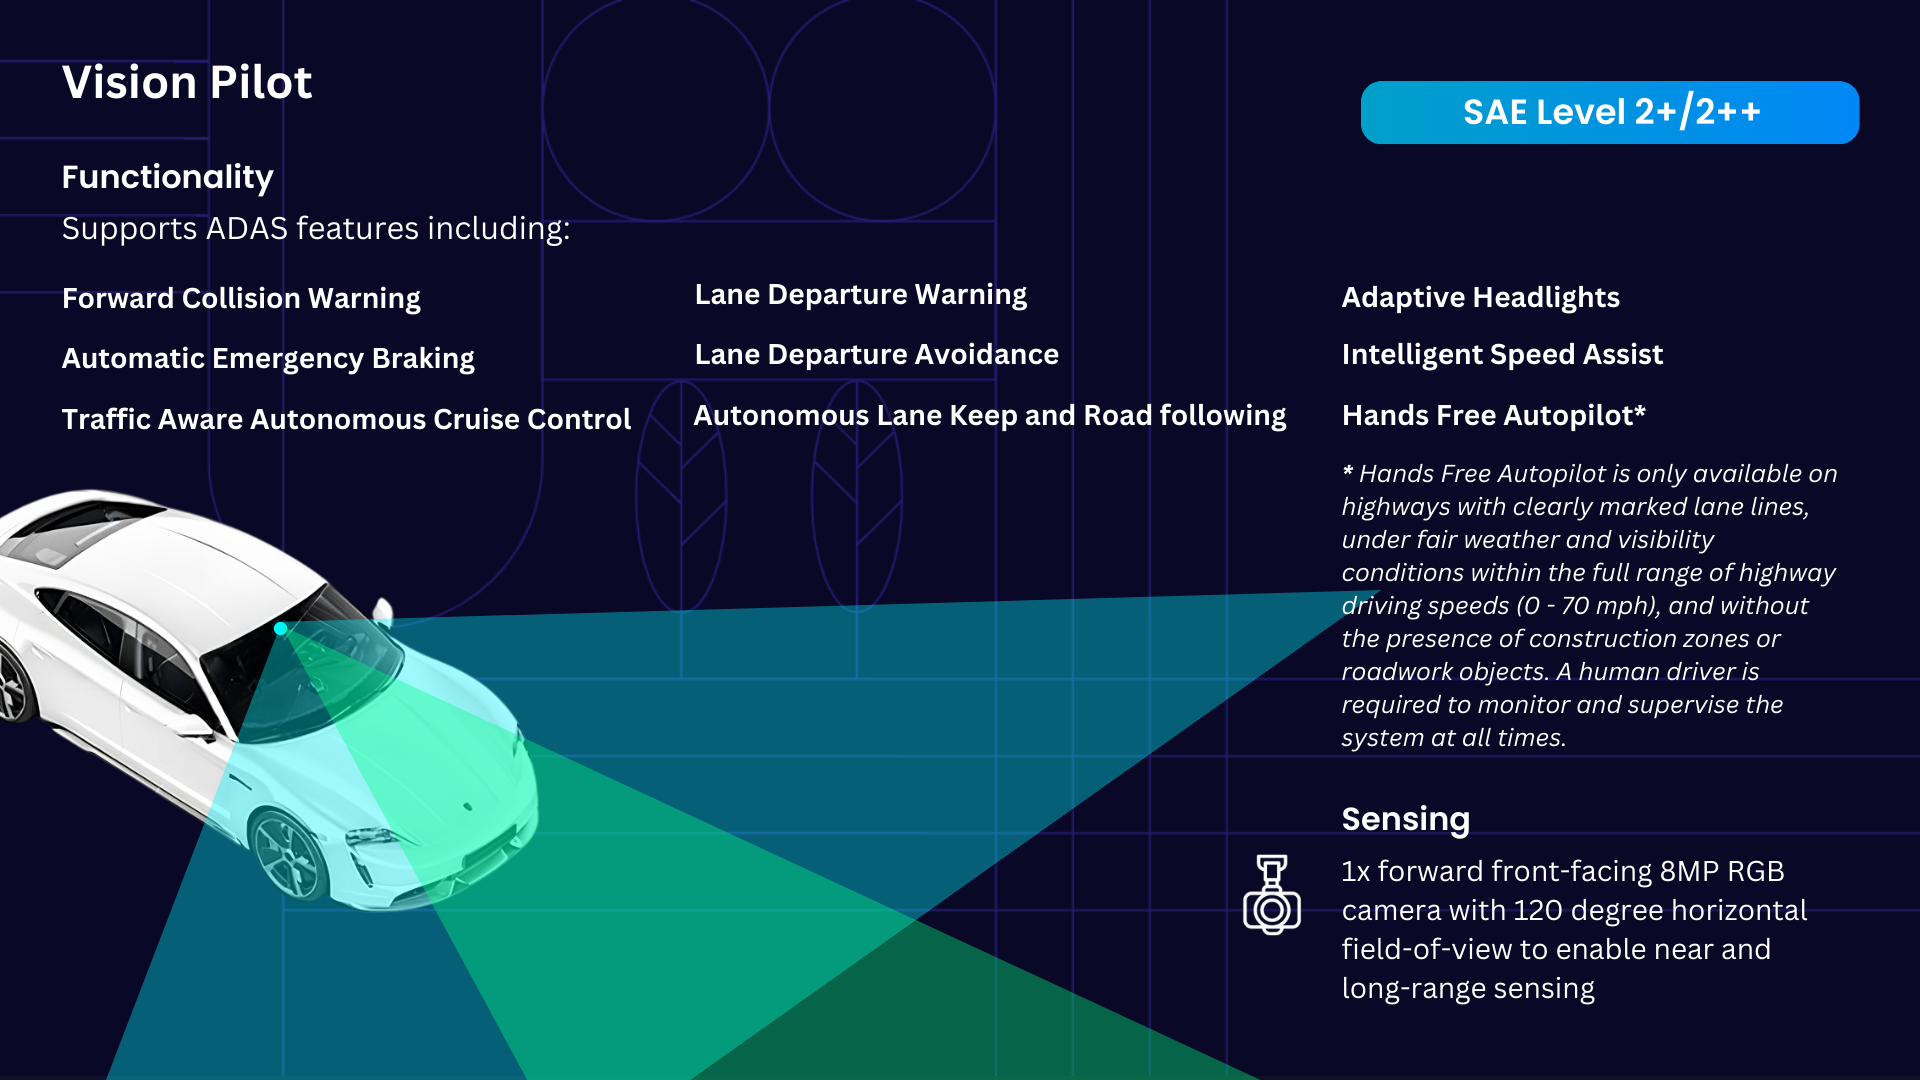 Vision Pilot
SAE Level 2+/2++
Functionality
Supports ADAS features including:
Forward Collision Warning
Automatic Emergency Braking
Traffic Aware Autonomous Cruise Control
Lane Departure Warning
Lane Departure Avoidance
Autonomous Lane Keep and Road following
Adaptive Headlights
Intelligent Speed Assist
Hands Free Autopilot*
* Hands Free Autopilot is only available on
highways with clearly marked lane lines,
under fair weather and visibility
conditions within the full range of highway
driving speeds (0 - 70 mph), and without
the presence of construction zones or
roadwork objects. A human driver is
required to monitor and supervise the
system at all times.
Sensing
1x forward front-facing 8MP RGB
camera with 120 degree horizontal
field-of-view to enable near and
long-range sensing